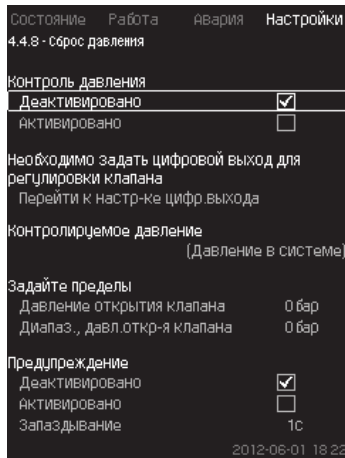 Состояние Работа Авария Настройки
4.4.8 - Сброс давления
Контроль давления
Деактивировано
Активировано
Необходимо задать цифровой выход для
регулировки клапана
Перейти к настр-ке цифр.выхода
Контролируемое давление
(Давление в системе)
Задайте пределы
Давление открытия клапана 0 бар
Диапаз., давл.откр-я клапана 0 бар
Предупреждение
Деактивировано
Активировано
Запаздывание 1с
2012-06-01 18:22